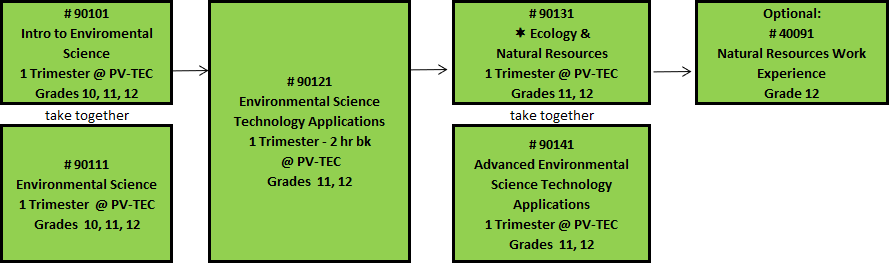 # 90101
Intro to Enviromental
Science
1 Trimester @ PV-TEC
Grades 10, 11, 12
take together
# 90111
Environmental Science
1 Trimester @ PV-TEC
Grades 10, 11, 12
# 90121
Environmental Science
Technology Applications
1 Trimester - 2 hr bk
@ PV-TEC
Grades 11, 12
# 90131
✶ Ecology &
Natural Resources
1 Trimester @ PV-TEC
Grades 11, 12
take together
# 90141
Advanced Environmental
Science Technology
Applications
1 Trimester @ PV-TEC
Grades 11, 12
Optional:
# 40091
Natural Resources Work
Experience
Grade 12